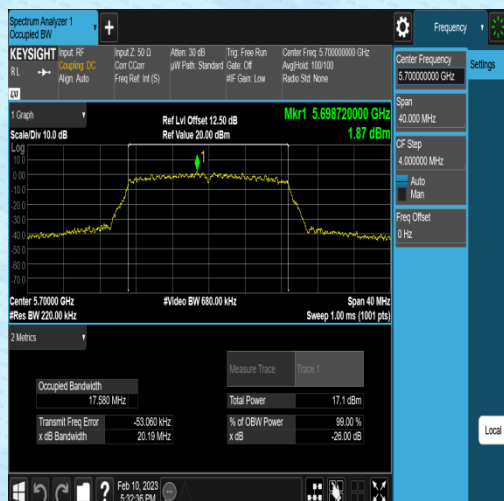 Spectrum Analyzer 1
Occupied BW
Frequency
KEYSIGHT
Input: RF
Input Z: 50 Ω
Atten: 30 dB
Trig: Free Run
Center Freq: 5.700000000 GHz
RL
Coupling: DC
Corr CCorr
µW Path: Standard
Gate: Off
Avg|Hold: 100/100
Align: Auto
Freq Ref: Int (S)
#IF Gain: Low
Radio Std: None
Center Frequency
5.700000000 GHz
Settings
Span
40.000 MHz
CF Step
4.000000 MHz
Auto
Man
Freq Offset
0 Hz
Local
1 Graph
Ref Lvl Offset 12.50 dB
Mkr1 5.698720000 GHz
Scale/Div 10.0 dB
Ref Value 20.00 dBm
1.87 dBm
Log
10.0
0.00
-10.0
-20.0
-30.0
-40.0
-50.0
-60.0
-70.0
1
Center 5.70000 GHz
#Video BW 680.00 kHz
Span 40 MHz
#Res BW 220.00 kHz
Sweep 1.00 ms (1001 pts)
2 Metrics
Measure Trace
Trace 1
Occupied Bandwidth
17.580 MHz
Total Power
17.1 dBm
Transmit Freq Error
-53.060 kHz
% of OBW Power
99.00 %
x dB Bandwidth
20.19 MHz
x dB
-26.00 dB
Feb 10, 2023
5:32:36 PM